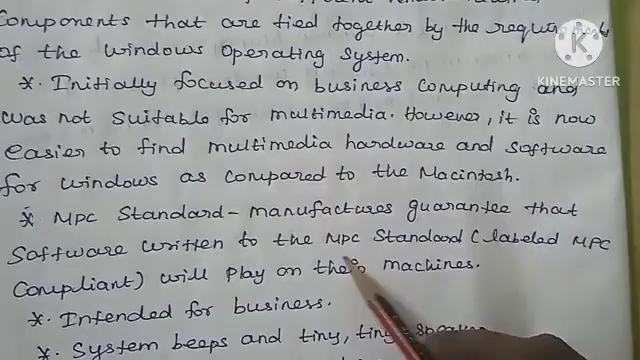 Components that are tied together by the
of the windows operating system.
*. Initially focused on business computing and
was not suitable for multimedia. However, it is now
easier to find multimedia hardware and software
for windows as compared to the Macintosh.
* MPC Standard - manufactures guarantee that
Software written to the MPC Standard (labeled MPC
Compliant) will play on their machines.
*. Intended for business.
*. System beeps and tiny, tiny
KINEMASTER